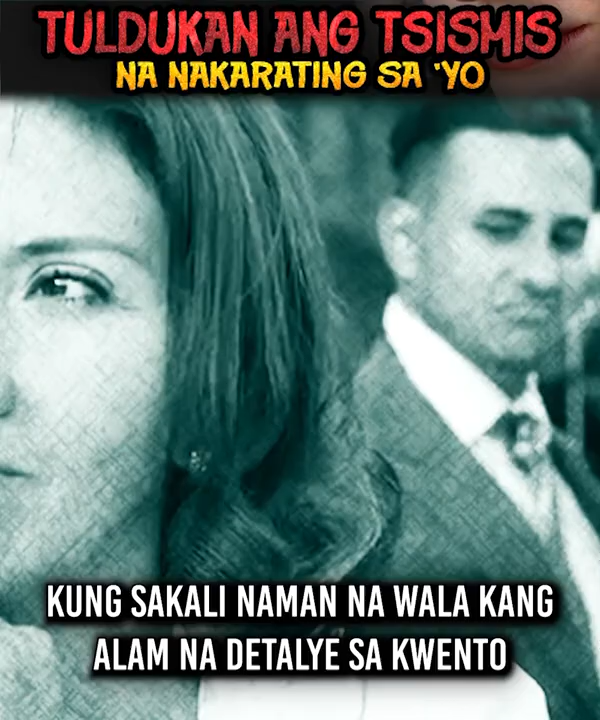 TULDUKAN ANG TSISMIS
NA NAKARATING SA 'YO
KUNG SAKALI NAMAN NA WALA KANG
ALAM NA DETALYE SA KWENTO